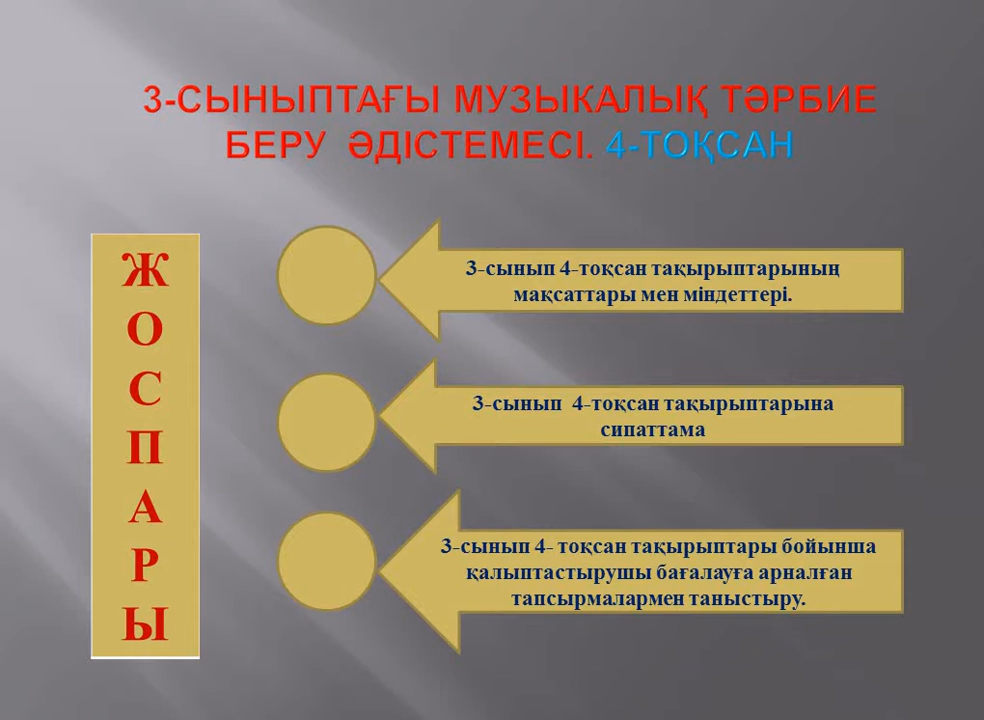 3-СЫНЫПТАҒЫ МУЗЫКАЛЫҚ ТӘРБИЕ
БЕРУ ӘДІСТЕМЕСІ. 4-ТОҚСАН
Ж
О
С
П
А
Р
Ы
3-сынып 4-тоқсан тақырыптарының
мақсаттары мен міндеттері.
3-сынып 4-тоқсан тақырыптарына
сипаттама
3-сынып 4- тоқсан тақырыптары бойынша
қалыптастырушы бағалауға арналған
тапсырмалармен таныстыру.